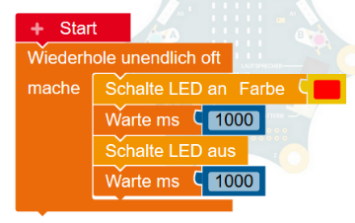 + Start
Wiederhole unendlich oft
mache Schalte LED an Farbe
Warte ms 1000
Schalte LED aus
Warte ms 1000